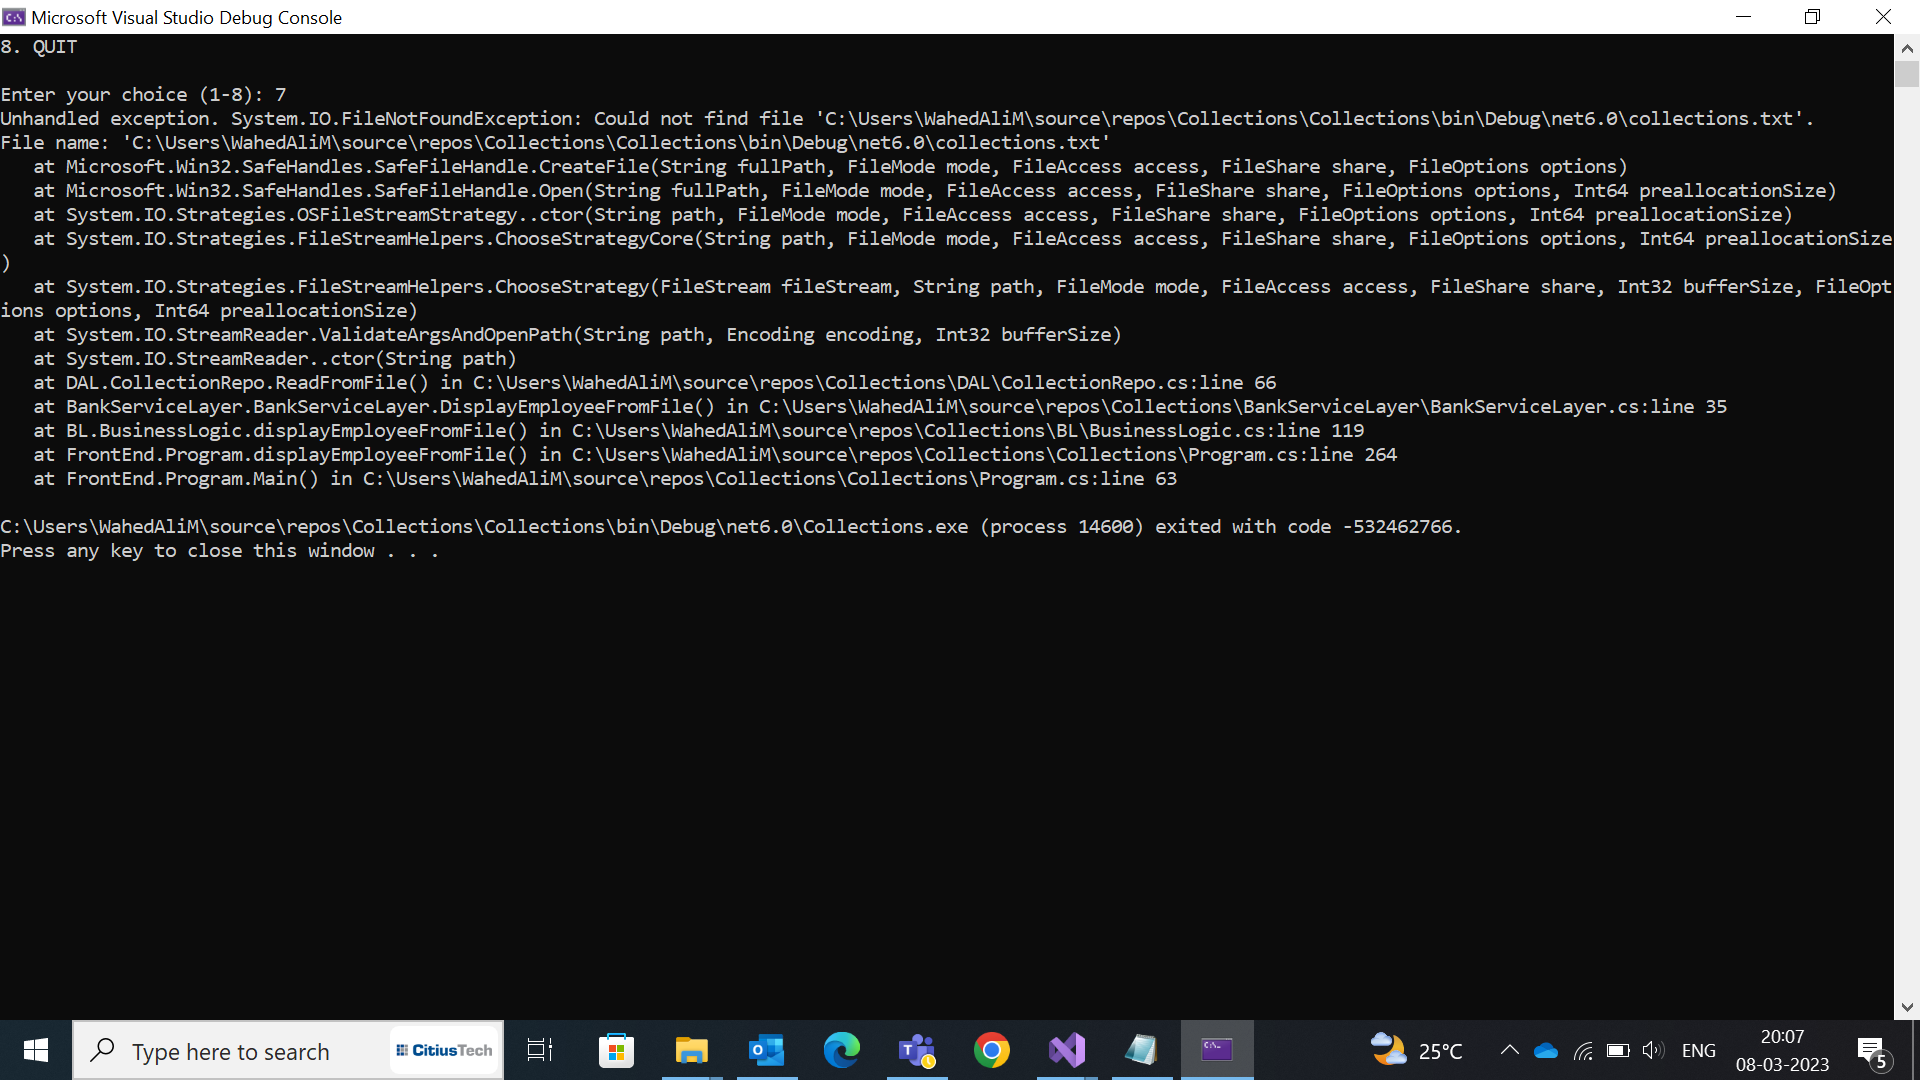 Microsoft Visual Studio Debug Console
8. QUIT
Enter your choice (1-8): 7
Unhandled exception. System.IO.FileNotFoundException: Could not find file 'C:\Users\WahedAliM\source\repos\Collections\Collections\bin\Debug\net6.0\collections.txt'.
File name: 'C:\Users\WahedAliM\source\repos\Collections\Collections\bin\Debug\net6.0\collections.txt'
   at Microsoft.Win32.SafeHandles.SafeFileHandle.CreateFile(String fullPath, FileMode mode, FileAccess access, FileShare share, FileOptions options)
   at Microsoft.Win32.SafeHandles.SafeFileHandle.Open(String fullPath, FileMode mode, FileAccess access, FileShare share, FileOptions options, Int64 preallocationSize)
   at System.IO.Strategies.OSFileStreamStrategy..ctor(String path, FileMode mode, FileAccess access, FileShare share, FileOptions options, Int64 preallocationSize)
   at System.IO.Strategies.FileStreamHelpers.ChooseStrategyCore(String path, FileMode mode, FileAccess access, FileShare share, FileOptions options, Int64 preallocationSize
)
   at System.IO.Strategies.FileStreamHelpers.ChooseStrategy(FileStream fileStream, String path, FileMode mode, FileAccess access, FileShare share, Int32 bufferSize, FileOpt
ions options, Int64 preallocationSize)
   at System.IO.StreamReader.ValidateArgsAndOpenPath(String path, Encoding encoding, Int32 bufferSize)
   at System.IO.StreamReader..ctor(String path)
   at DAL.CollectionRepo.ReadFromFile() in C:\Users\WahedAliM\source\repos\Collections\DAL\CollectionRepo.cs:line 66
   at BankServiceLayer.BankServiceLayer.DisplayEmployeeFromFile() in C:\Users\WahedAliM\source\repos\Collections\BankServiceLayer\BankServiceLayer.cs:line 35
   at BL.BusinessLogic.displayEmployeeFromFile() in C:\Users\WahedAliM\source\repos\Collections\BL\BusinessLogic.cs:line 119
   at FrontEnd.Program.displayEmployeeFromFile() in C:\Users\WahedAliM\source\repos\Collections\Collections\Program.cs:line 264
   at FrontEnd.Program.Main() in C:\Users\WahedAliM\source\repos\Collections\Collections\Program.cs:line 63
C:\Users\WahedAliM\source\repos\Collections\Collections\bin\Debug\net6.0\Collections.exe (process 14600) exited with code -532462766.
Press any key to close this window . . .
Type here to search
CitiusTech
25°C
ENG
20:07
08-03-2023
5